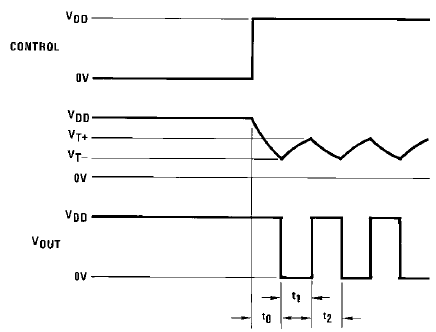 VDD
CONTROL
0V
VDD
VT+
VT−
0V
VDD
VOUT
0V
t1
t0
t2